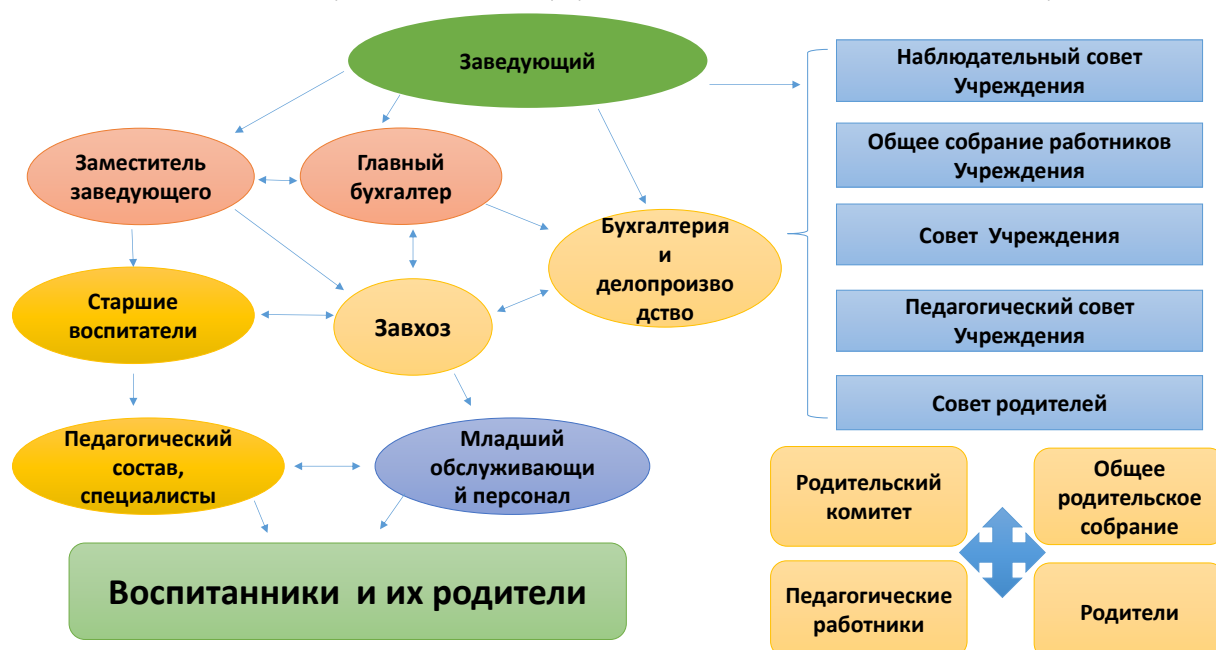 Заведующий
Наблюдательный совет
Учреждения
Общее собрание работников
Учреждения
Совет Учреждения
Педагогический совет
Учреждения
Совет родителей
Заместитель
заведующего
Главный
бухгалтер
Бухгалтерия
и
делопроизво
дство
Старшие
воспитатели
Завхоз
Педагогический
состав,
специалисты
Младший
обслуживающи
й персонал
Воспитанники и их родители
Родительский
комитет
Общее
родительское
собрание
Педагогические
работники
Родители